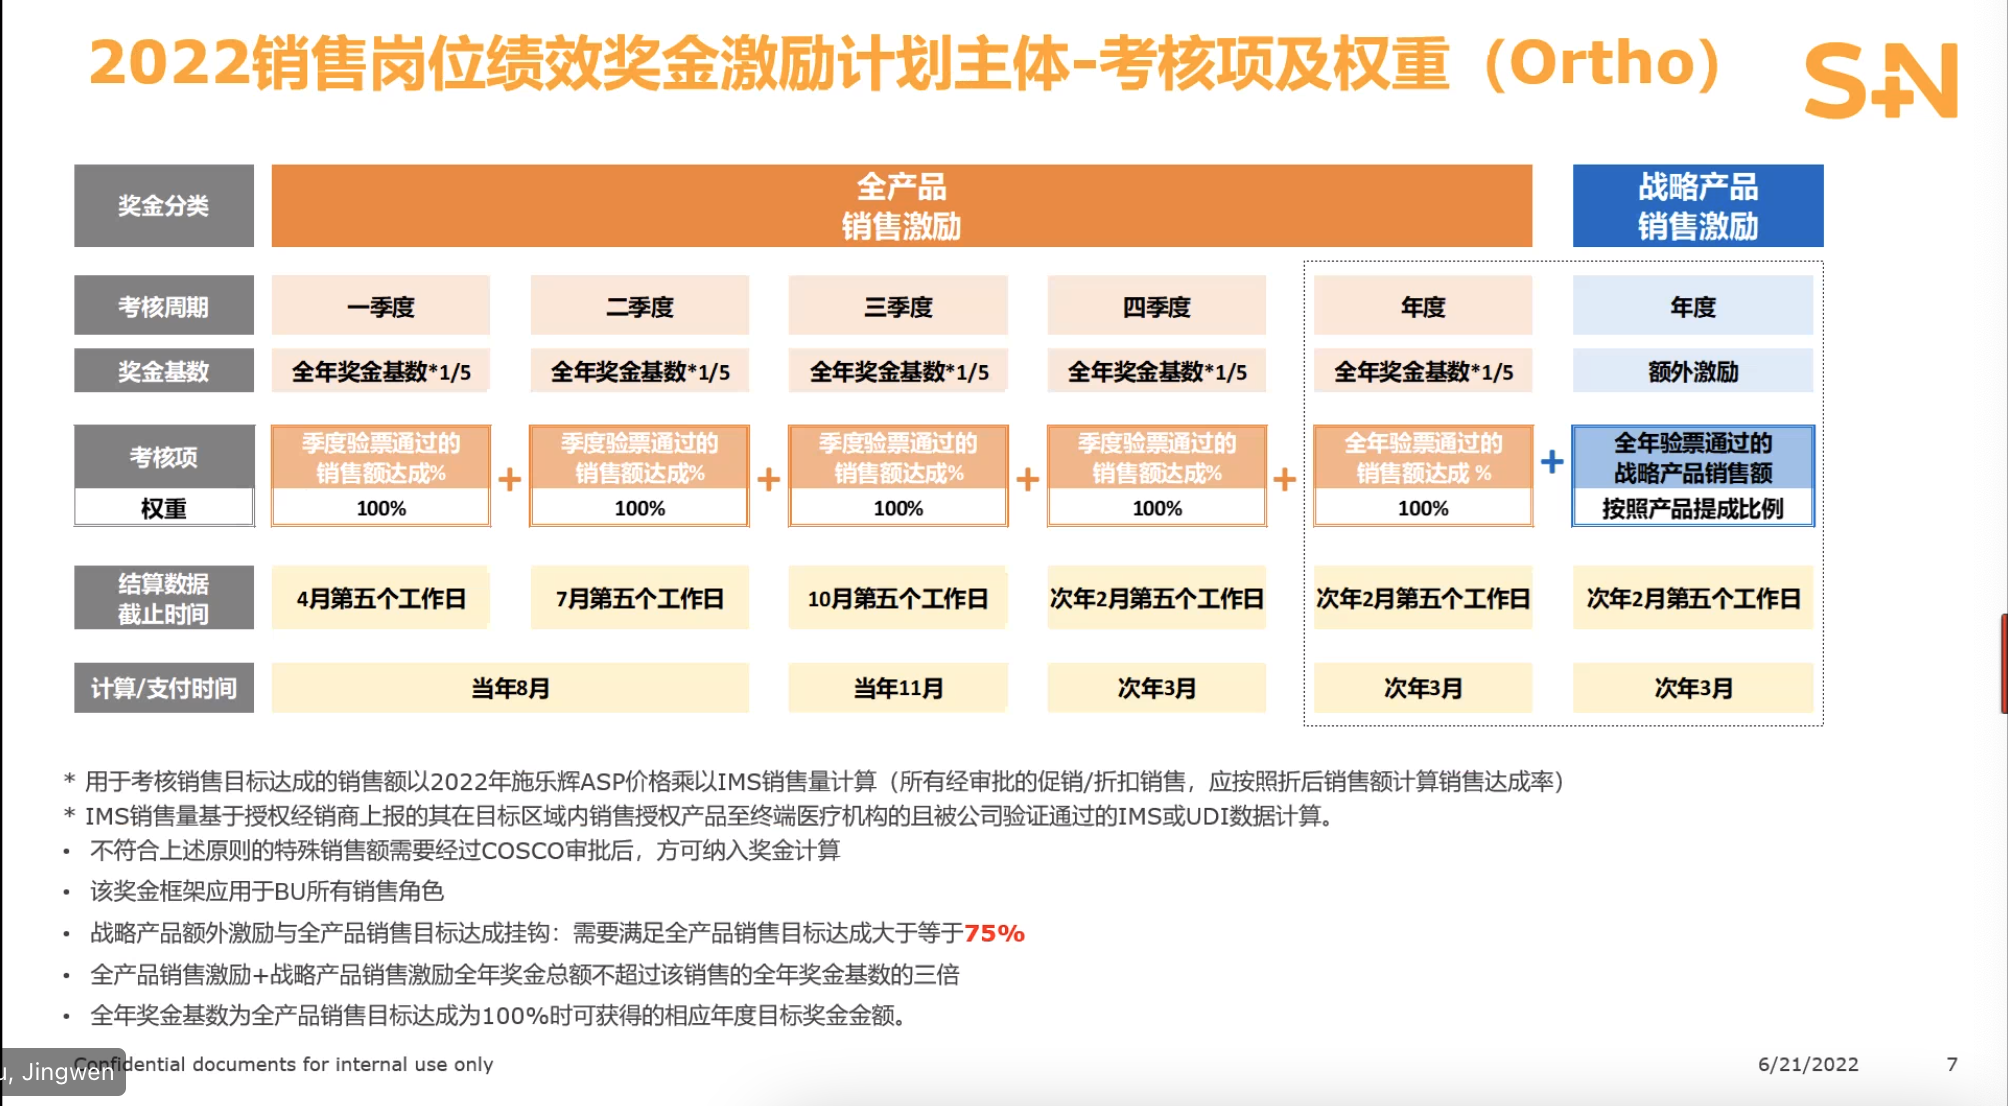 2022销售岗位绩效奖金激励计划主体-考核项及权重（Ortho）
S+N
奖金分类
全产品
销售激励
战略产品
销售激励
考核周期
一季度
二季度
三季度
四季度
年度
年度
奖金基数
全年奖金基数*1/5
全年奖金基数*1/5
全年奖金基数*1/5
全年奖金基数*1/5
全年奖金基数*1/5
额外激励
考核项
季度验票通过的
销售额达成%
+
季度验票通过的
销售额达成%
+
季度验票通过的
销售额达成%
+
季度验票通过的
销售额达成%
+
全年验票通过的
销售额达成 %
+
全年验票通过的
战略产品销售额
权重
100%
100%
100%
100%
100%
按照产品提成比例
结算数据
截止时间
4月第五个工作日
7月第五个工作日
10月第五个工作日
次年2月第五个工作日
次年2月第五个工作日
次年2月第五个工作日
计算/支付时间
当年8月
当年11月
次年3月
次年3月
次年3月
* 用于考核销售目标达成的销售额以2022年施乐辉ASP价格乘以IMS销售量计算（所有经审批的促销/折扣销售，应按照折后销售额计算销售达成率）
* IMS销售量基于授权经销商上报的其在目标区域内销售授权产品至终端医疗机构的且被公司验证通过的IMS或UDI数据计算。
• 不符合上述原则的特殊销售额需要经过COSCO审批后，方可纳入奖金计算
• 该奖金框架应用于BU所有销售角色
• 战略产品额外激励与全产品销售目标达成挂钩：需要满足全产品销售目标达成大于等于75%
• 全产品销售激励+战略产品销售激励全年奖金总额不超过该销售的全年奖金基数的三倍
• 全年奖金基数为全产品销售目标达成为100%时可获得的相应年度目标奖金金额。
Confidential documents for internal use only
Jingwen
6/21/2022
7